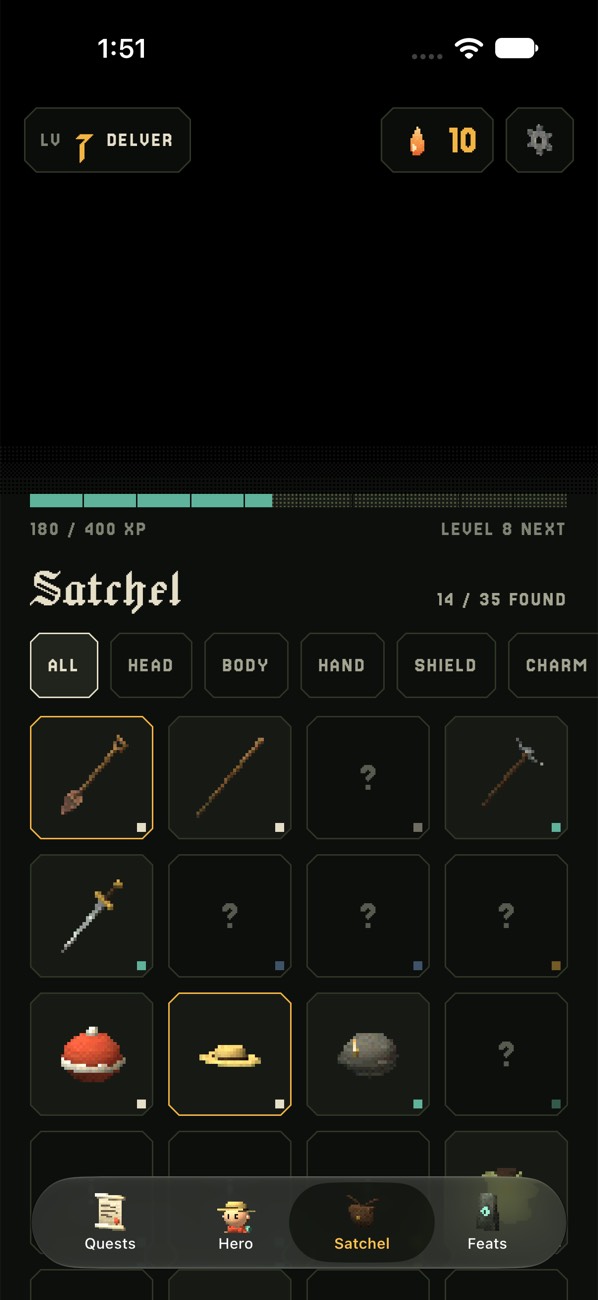 1:51
LV 7 DELVER
10
180 / 400 XP
LEVEL 8 NEXT
Satchel
14 / 35 FOUND
ALL
HEAD
BODY
HAND
SHIELD
CHARM
?
? ? ?
?
Quests
Hero
Satchel
Feats